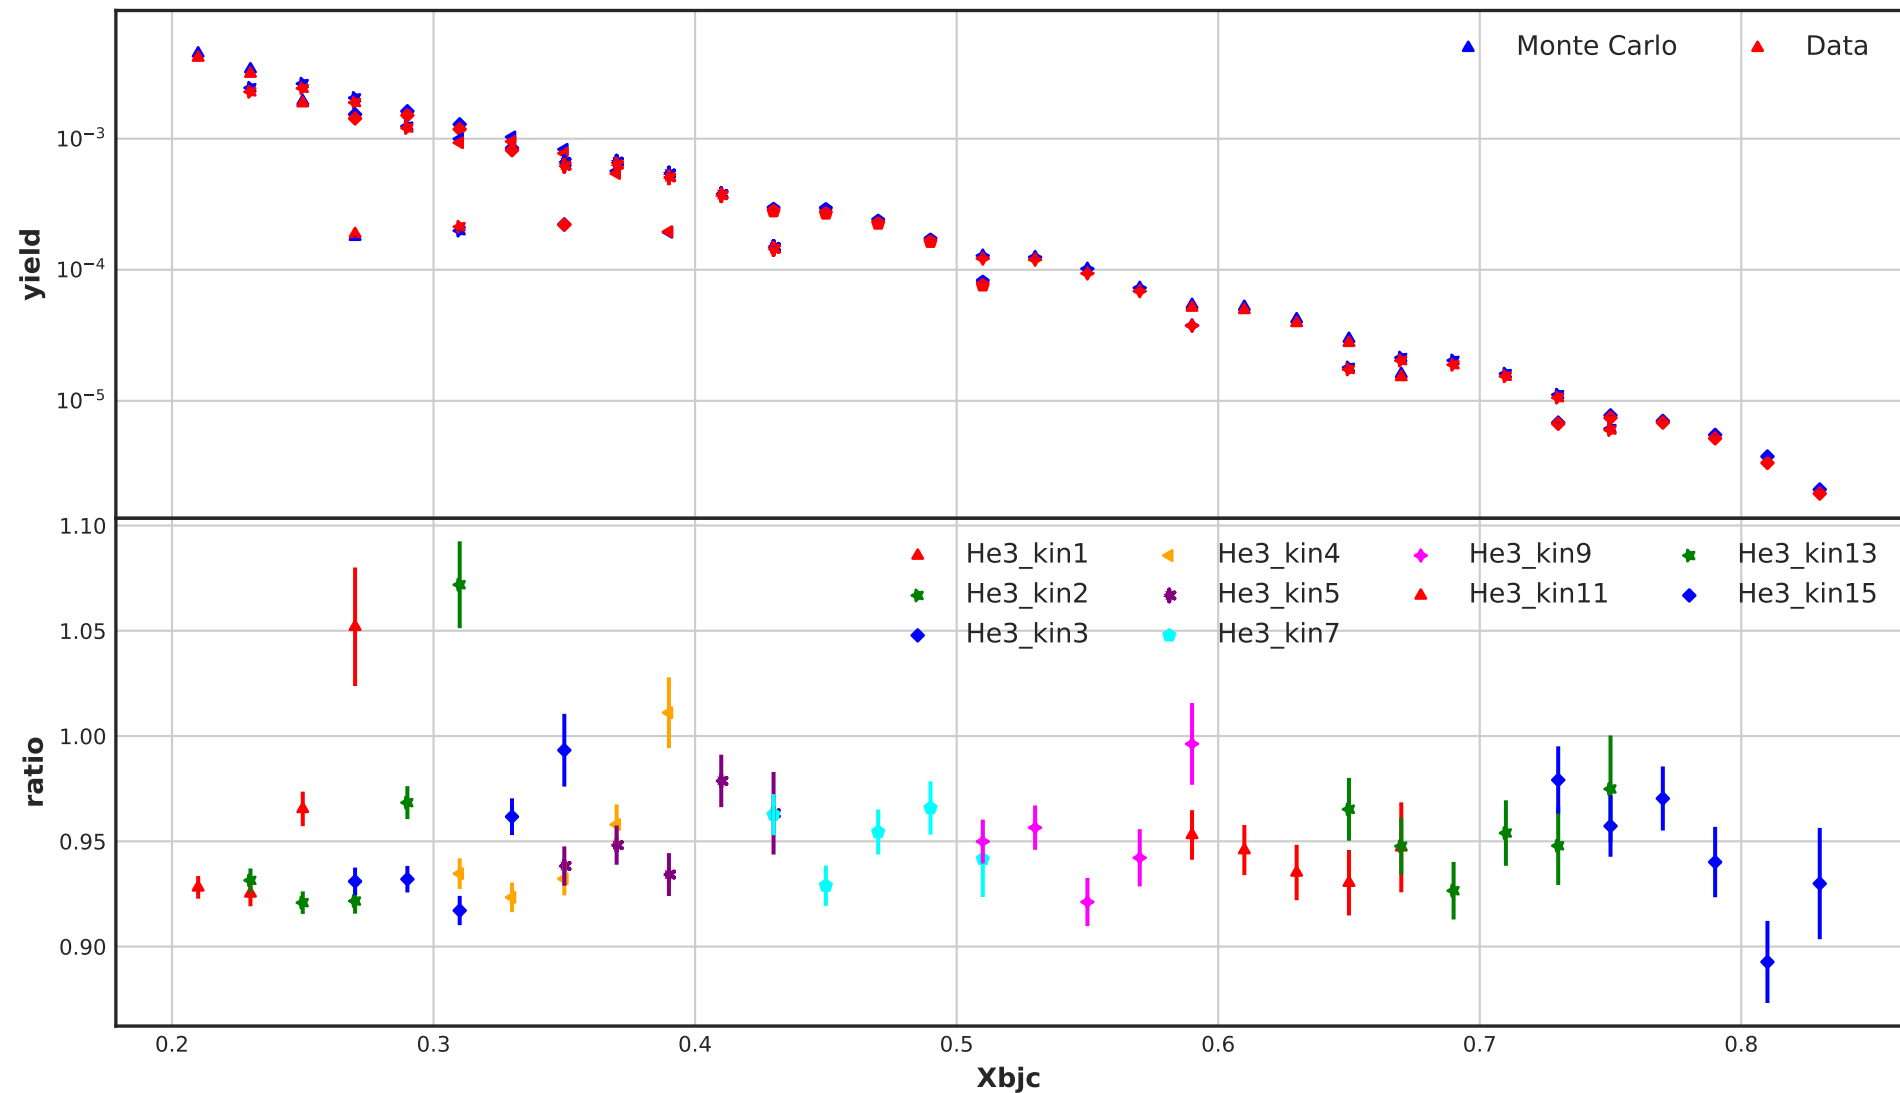 Monte Carlo Data
10⁻³
10⁻⁴
10⁻⁵
yield
1.10
1.05
1.00
0.95
0.90
ratio
He3_kin1 He3_kin4 He3_kin9 He3_kin13
He3_kin2 He3_kin5 He3_kin11 He3_kin15
He3_kin3 He3_kin7
0.2 0.3 0.4 0.5 0.6 0.7 0.8
Xbjc